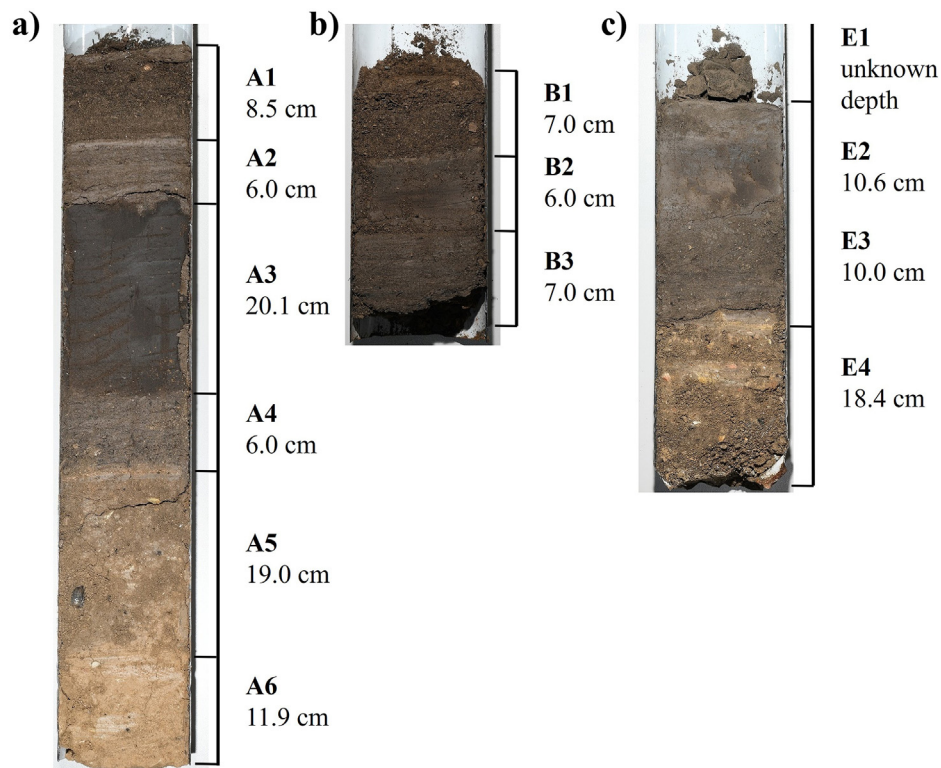 a)
A1
8.5 cm
A2
6.0 cm
A3
20.1 cm
A4
6.0 cm
A5
19.0 cm
A6
11.9 cm
b)
B1
7.0 cm
B2
6.0 cm
B3
7.0 cm
c)
E1
unknown
depth
E2
10.6 cm
E3
10.0 cm
E4
18.4 cm